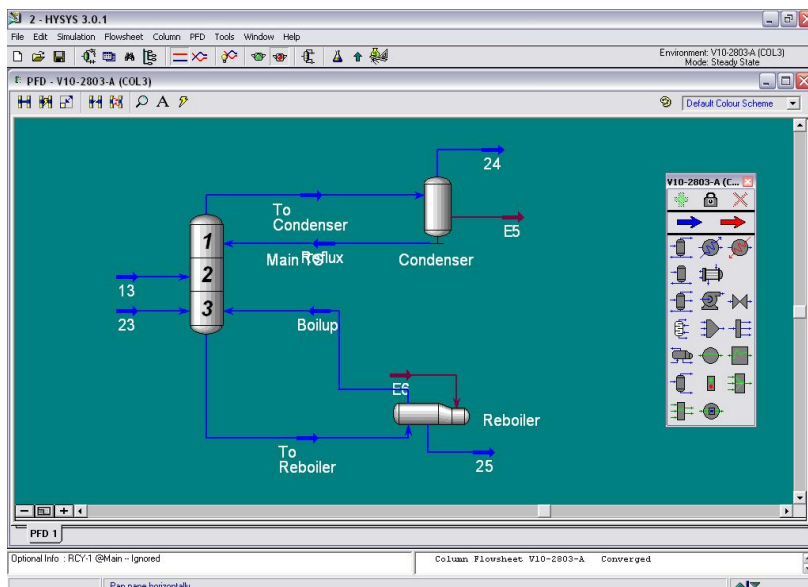 2 - HYSYS 3.0.1
File Edit Simulation Flowsheet Column PFD Tools Window Help
Environment: V10-2803-A (COL3)
Mode: Steady State
PFD - V10-2803-A (COL3)
A
Default Colour Scheme
24
V10-2803-A (C...
To
Condenser
E5
1
Main TS
Reflux
Condenser
2
13
3
23
Boilup
E6
Reboiler
To
Reboiler
25
PFD 1
Optional Info : RCY-1 @Main -- Ignored
Column Flowsheet V10-2803-A Converged
Pan pane horizontally